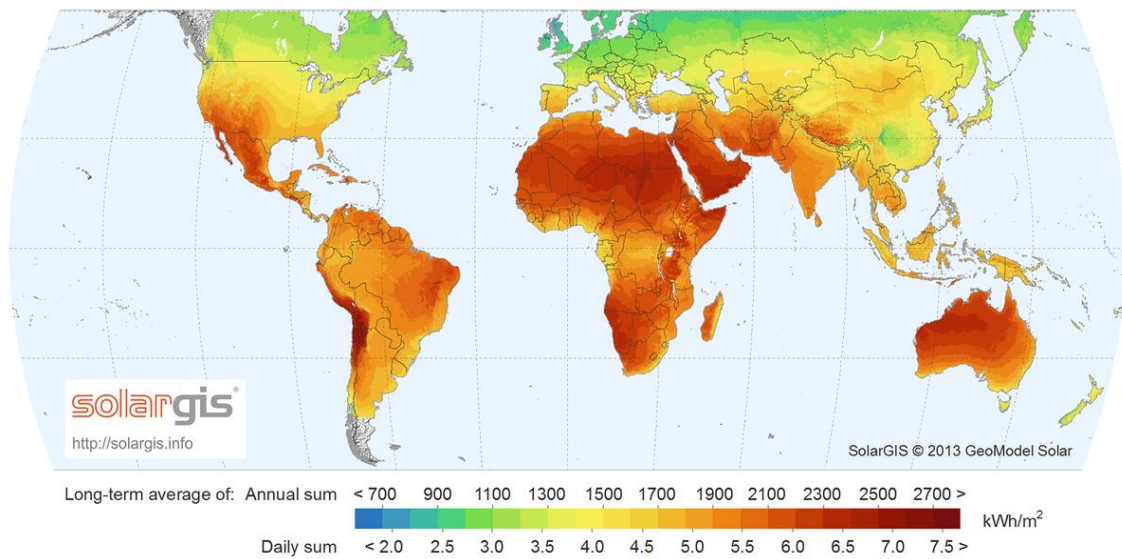 solargis®
http://solargis.info
SolarGIS © 2013 GeoModel Solar
Long-term average of: Annual sum < 700 900 1100 1300 1500 1700 1900 2100 2300 2500 2700 > kWh/m²
Daily sum < 2.0 2.5 3.0 3.5 4.0 4.5 5.0 5.5 6.0 6.5 7.0 7.5 >